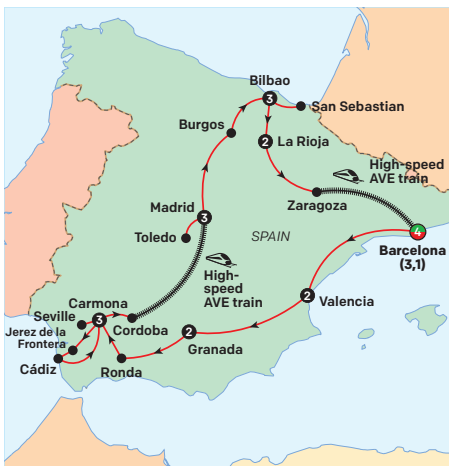 Bilbao
3
San Sebastian
Burgos
2
La Rioja
High-speed
AVE train
Madrid
3
Zaragoza
4
Toledo
SPAIN
Barcelona
(3,1)
High-
speed
AVE train
Carmona
2
Valencia
Seville
3
Jerez de la
Frontera
Cordoba
2
Granada
Cádiz
Ronda